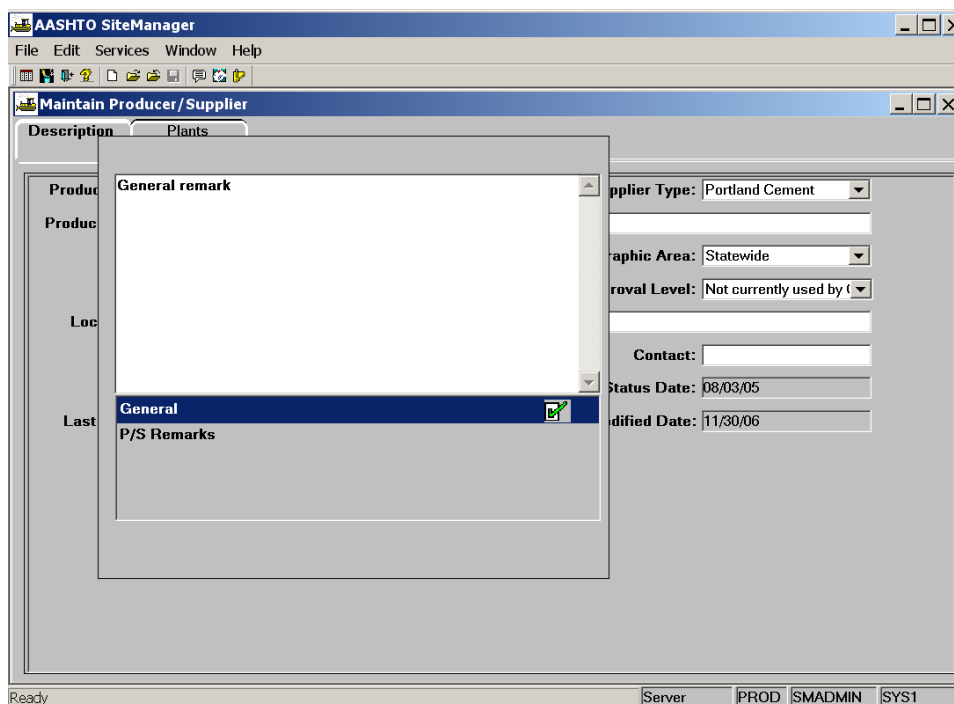 AASHTO SiteManager
File Edit Services Window Help
Maintain Producer/Supplier
Description Plants
General remark
Produc
pplier Type: Portland Cement
Produc
raphic Area: Statewide
roval Level: Not currently used by
Loc
Contact:
Status Date: 08/03/05
General
Last
dified Date: 11/30/06
P/S Remarks
Ready Server PROD SMADMIN SYS1